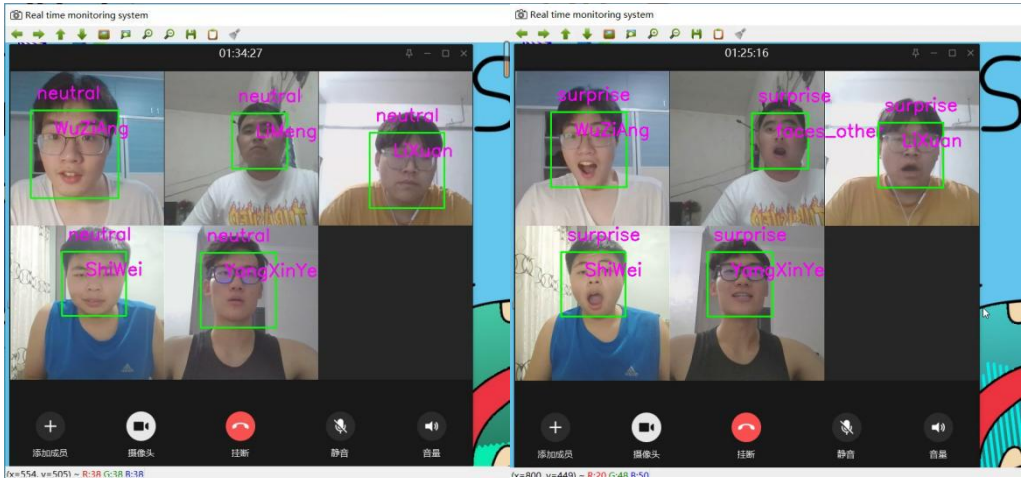 Real time monitoring system
01:34:27
neutral
WuZiAng
neutral
LiMeng
neutral
LiXuan
neutral
ShiWei
neutral
YangXinYe
添加成员
摄像头
挂断
静音
音量
(x=554, y=505) ~ R:38 G:38 B:38
Real time monitoring system
01:25:16
surprise
WuZiAng
surprise
faces_other
surprise
LiXuan
surprise
ShiWei
surprise
YangXinYe
添加成员
摄像头
挂断
静音
音量
(x=800, y=449) ~ R:20 G:48 B:50